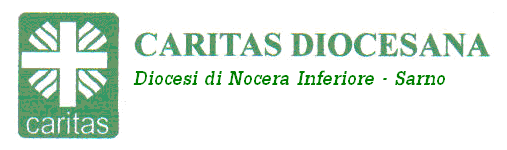 CARITAS DIOCESANA
Diocesi di Nocera Inferiore - Sarno
caritas